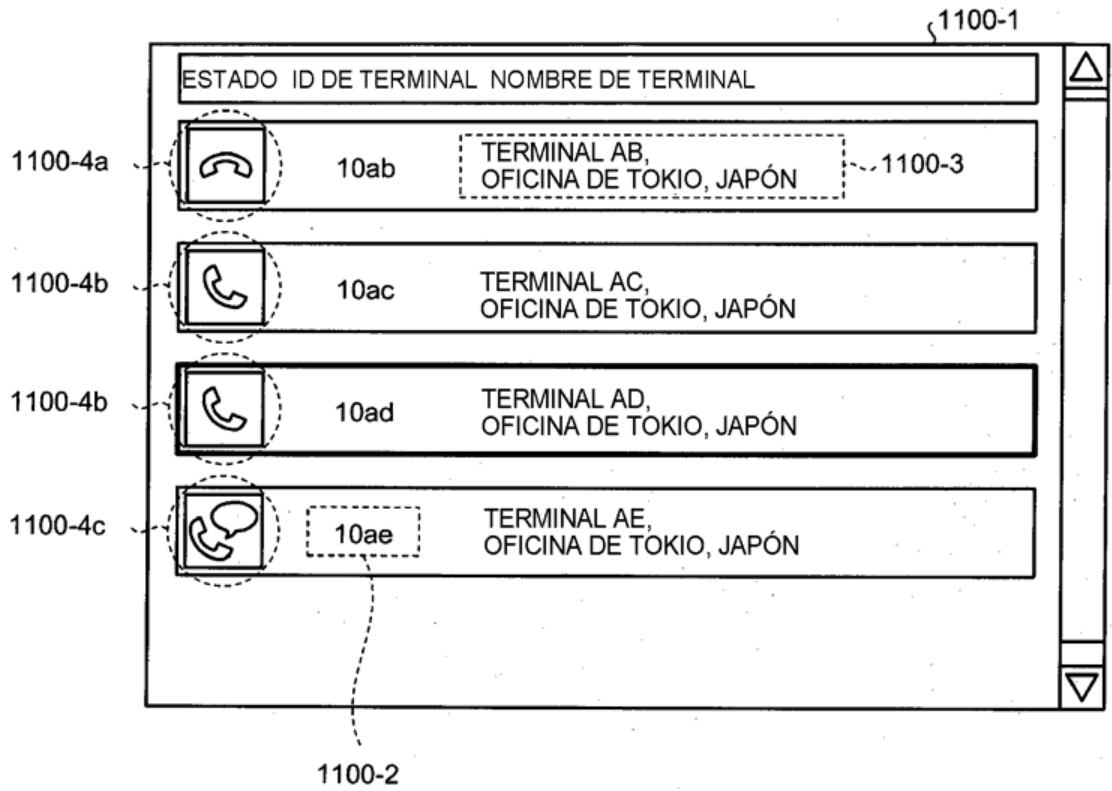 1100-1
ESTADO ID DE TERMINAL NOMBRE DE TERMINAL
1100-4a
10ab
TERMINAL AB,
OFICINA DE TOKIO, JAPÓN
1100-3
1100-4b
10ac
TERMINAL AC,
OFICINA DE TOKIO, JAPÓN
1100-4b
10ad
TERMINAL AD,
OFICINA DE TOKIO, JAPÓN
1100-4c
10ae
TERMINAL AE,
OFICINA DE TOKIO, JAPÓN
1100-2